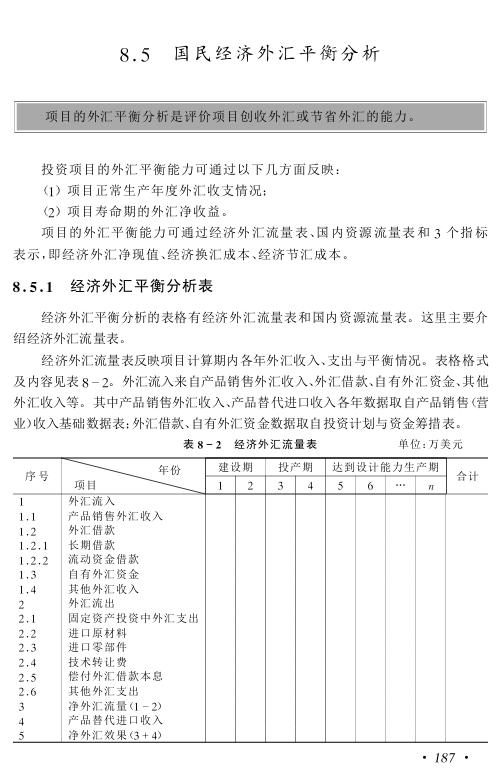 8.5 国民经济外汇平衡分析
项目的外汇平衡分析是评价项目创收外汇或节省外汇的能力。
投资项目的外汇平衡能力可通过以下几方面反映：
(1) 项目正常生产年度外汇收支情况；
(2) 项目寿命期的外汇净收益。
项目的外汇平衡能力可通过经济外汇流量表、国内资源流量表和 3 个指标
表示，即经济外汇净现值、经济换汇成本、经济节汇成本。
8.5.1 经济外汇平衡分析表
经济外汇平衡分析的表格有经济外汇流量表和国内资源流量表。这里主要介
绍经济外汇流量表。
经济外汇流量表反映项目计算期内各年外汇收入、支出与平衡情况。表格格式
及内容见表 8－2。外汇流入来自产品销售外汇收入、外汇借款、自有外汇资金、其他
外汇收入等。其中产品销售外汇收入、产品替代进口收入各年数据取自产品销售(营
业)收入基础数据表；外汇借款、自有外汇资金数据取自投资计划与资金筹措表。
表 8－2 经济外汇流量表 单位：万美元
序号 年份 项目 建设期 投产期 达到设计能力生产期 合计
1 2 3 4 5 6 … n
1 外汇流入
1.1 产品销售外汇收入
1.2 外汇借款
1.2.1 长期借款
1.2.2 流动资金借款
1.3 自有外汇资金
1.4 其他外汇收入
2 外汇流出
2.1 固定资产投资中外汇支出
2.2 进口原材料
2.3 进口零部件
2.4 技术转让费
2.5 偿付外汇借款本息
2.6 其他外汇支出
3 净外汇流量(1－2)
4 产品替代进口收入
5 净外汇效果(3＋4)
· 187 ·